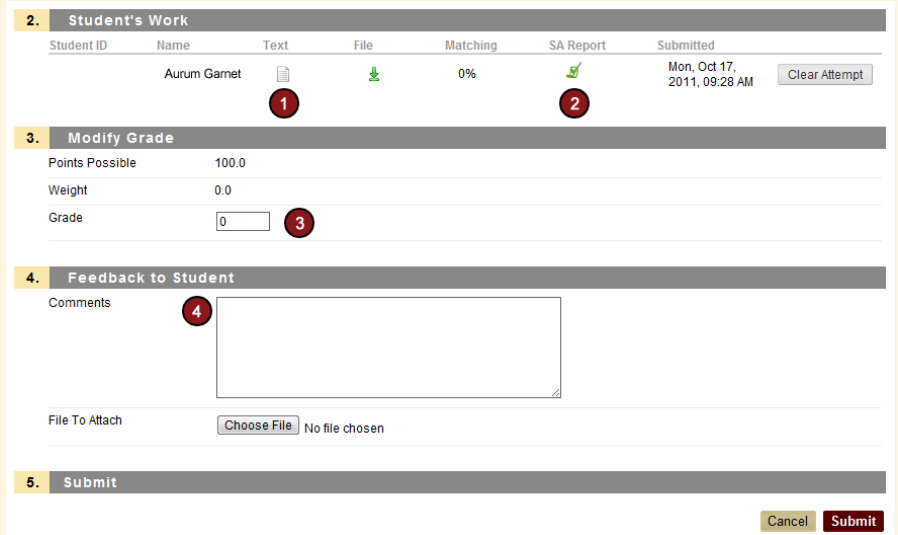 2. Student's Work
Student ID Name Text File Matching SA Report Submitted
Aurum Garnet 0% Mon, Oct 17, 2011, 09:28 AM Clear Attempt
1 2
3. Modify Grade
Points Possible 100.0
Weight 0.0
Grade 0 3
4. Feedback to Student
Comments 4
File To Attach Choose File No file chosen
5. Submit
Cancel Submit